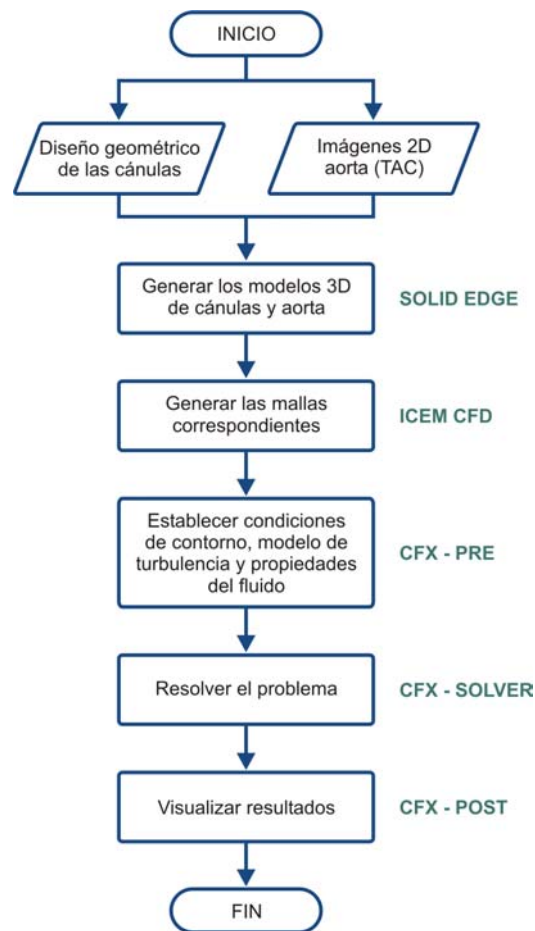 INICIO
Diseño geométrico
de las cánulas
Imágenes 2D
aorta (TAC)
Generar los modelos 3D
de cánulas y aorta
SOLID EDGE
Generar las mallas
correspondientes
ICEM CFD
Establecer condiciones
de contorno, modelo de
turbulencia y propiedades
del fluido
CFX - PRE
Resolver el problema
CFX - SOLVER
Visualizar resultados
CFX - POST
FIN